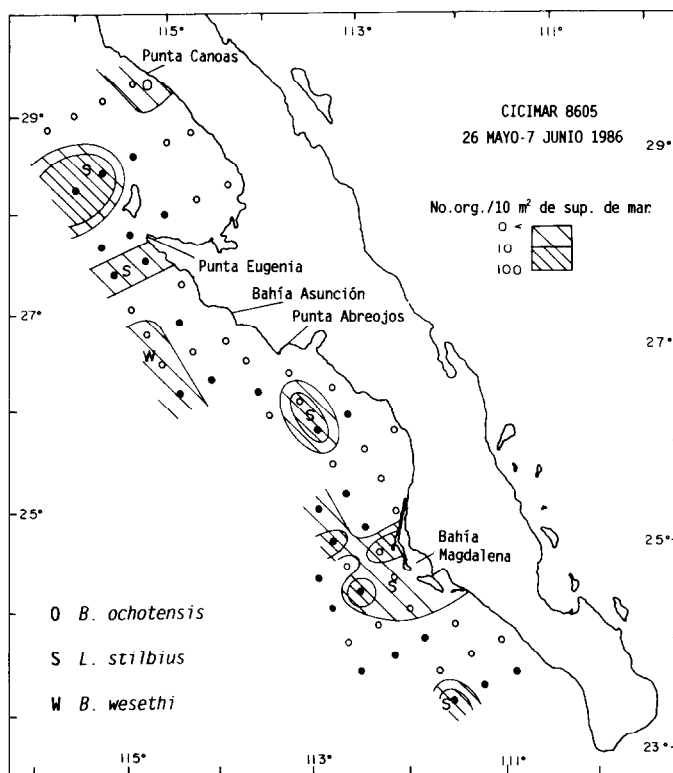 115°
113°
111°
Punta Canoas
O
29°
CICIMAR 8605
26 MAYO-7 JUNIO 1986
29°
S
No.org./10 m² de sup. de mar.
0 <
10
100
Punta Eugenia
S
Bahía Asunción
27°
Punta Abreojos
27°
W
S
25°
Bahía
Magdalena
25°
S
O B. ochotensis
S L. stilbius
W B. wesethi
S
23°
115°
113°
111°